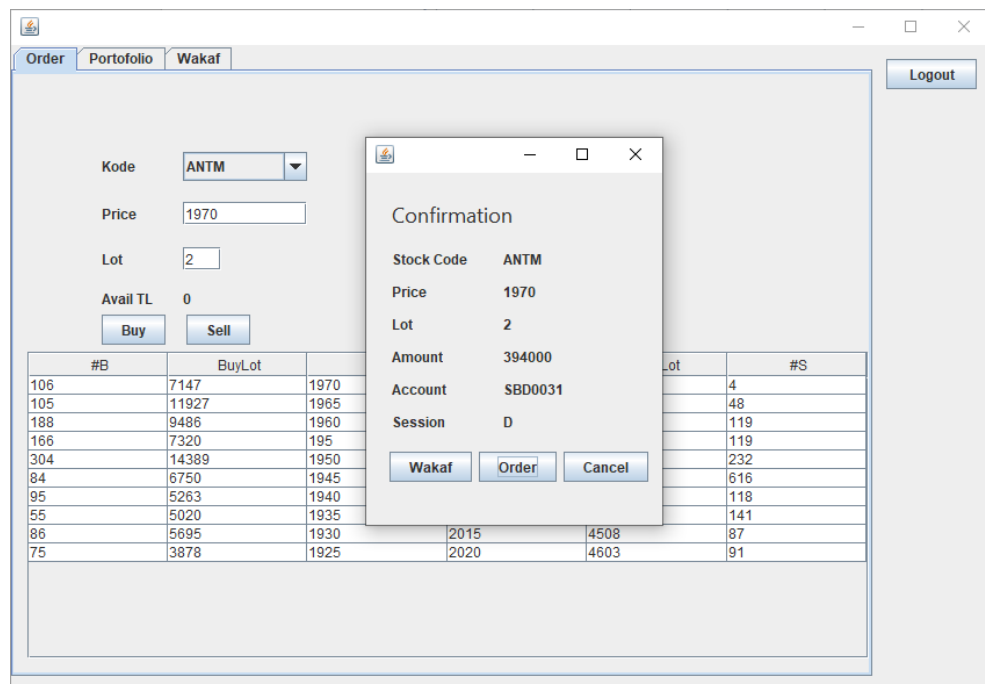 Order Portofolio Wakaf
Logout
Kode ANTM
Price 1970
Lot 2
Avail TL 0
Buy Sell
#B BuyLot Lot #S
106 7147 1970 4
105 11927 1965 48
188 9486 1960 119
166 7320 195 119
304 14389 1950 232
84 6750 1945 616
95 5263 1940 118
55 5020 1935 141
86 5695 1930 2015 4508 87
75 3878 1925 2020 4603 91
Confirmation
Stock Code ANTM
Price 1970
Lot 2
Amount 394000
Account SBD0031
Session D
Wakaf Order Cancel